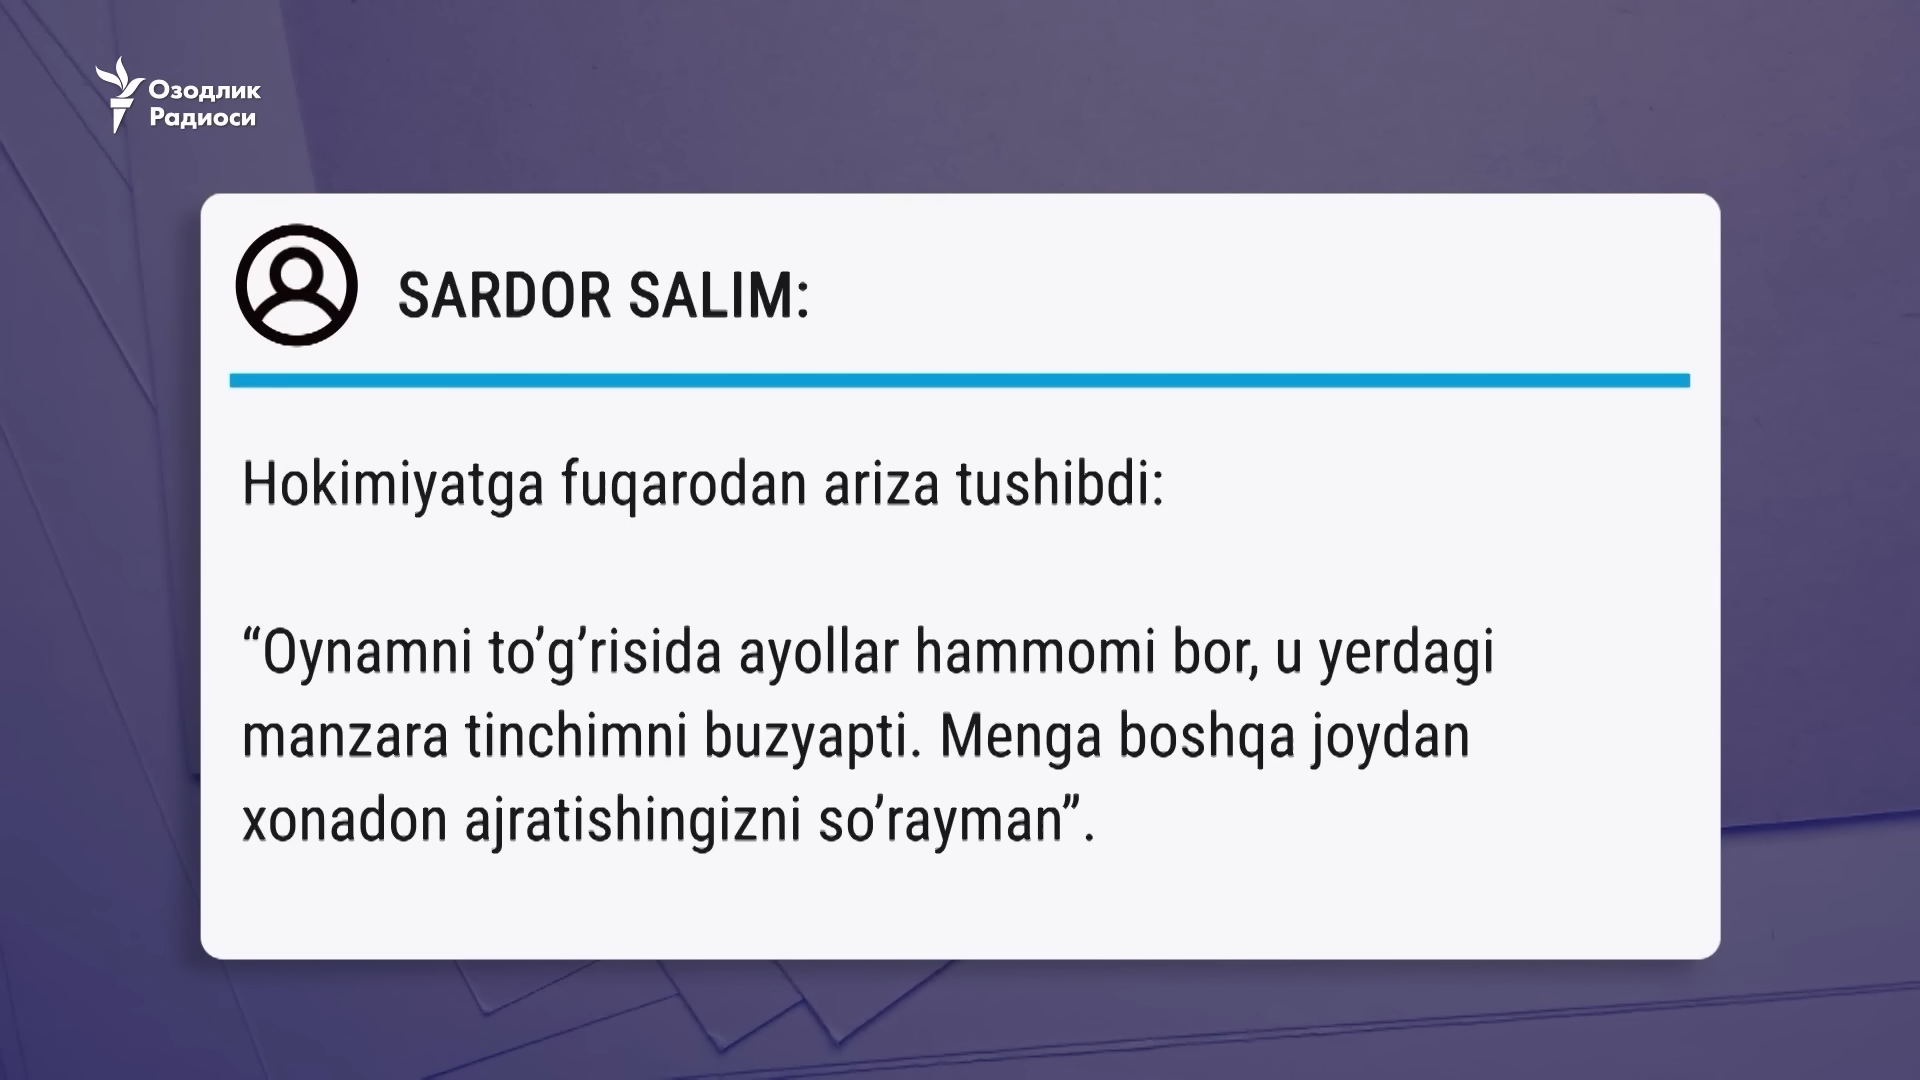 Озодлик
Радиоси
SARDOR SALIM:
Hokimiyatga fuqarodan ariza tushibdi:
“Oynamni to’g’risida ayollar hammomi bor, u yerdagi
manzara tinchimni buzyapti. Menga boshqa joydan
xonadon ajratishingizni so’rayman”.